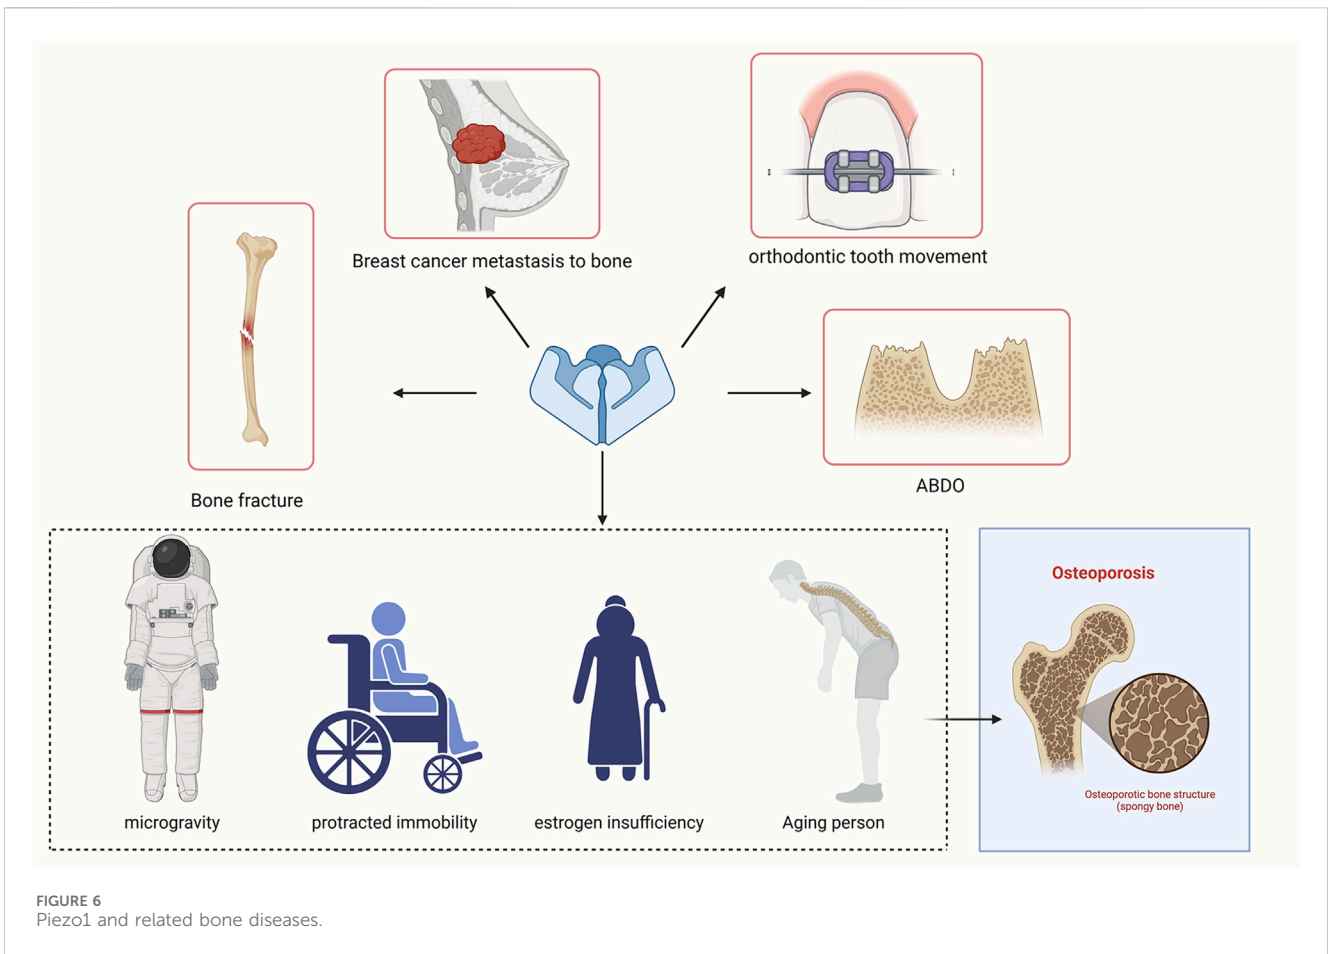 Breast cancer metastasis to bone
orthodontic tooth movement
Bone fracture
ABDO
Osteoporosis
Osteoporotic bone structure
(spongy bone)
microgravity
protracted immobility
estrogen insufficiency
Aging person
FIGURE 6
Piezo1 and related bone diseases.